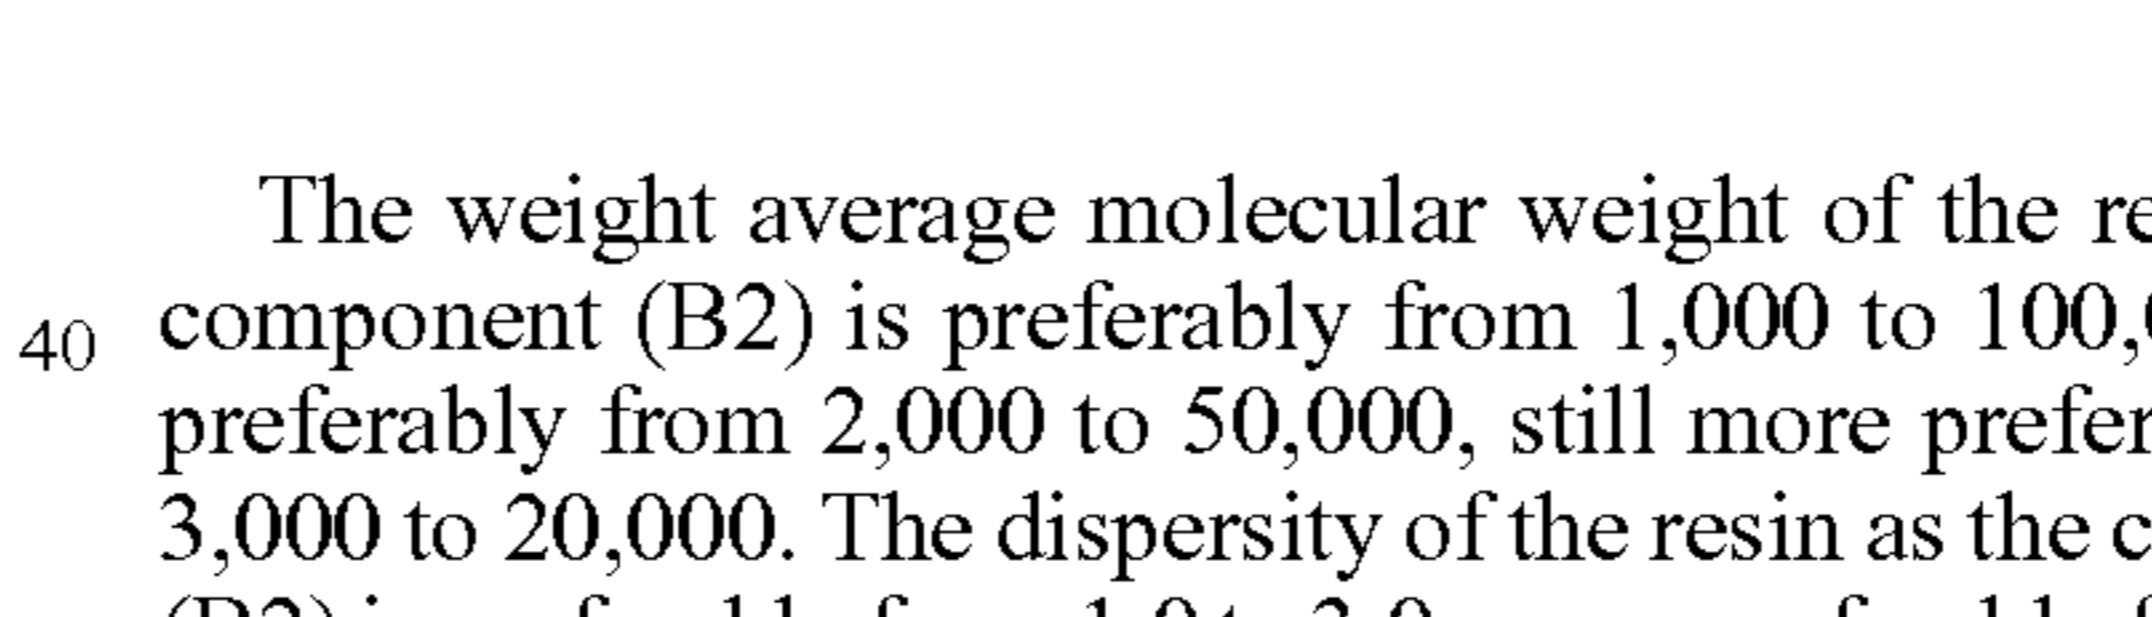 The weight average molecular weight of the re
40 component (B2) is preferably from 1,000 to 100,
preferably from 2,000 to 50,000, still more prefer
3,000 to 20,000. The dispersity of the resin as the c